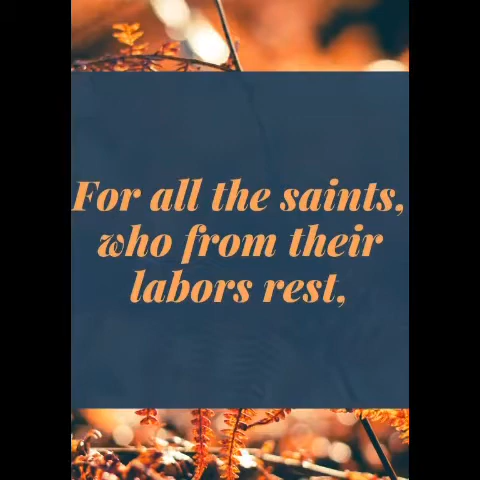 For all the saints,
who from their
labors rest,